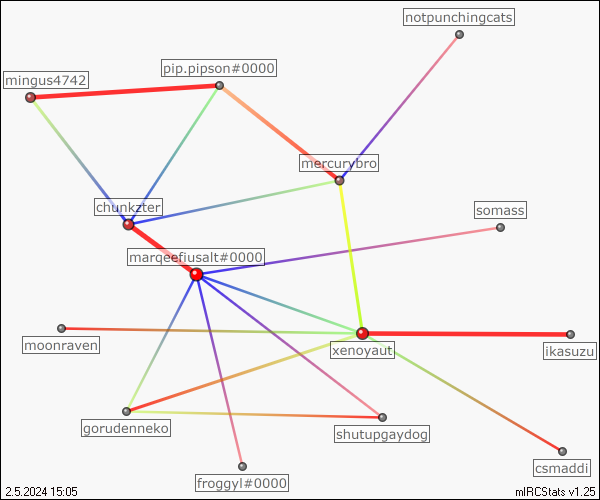 notpunchingcats
pip.pipson#0000
mingus4742
mercurybro
chunkzter
somass
marqeefiusalt#0000
moonraven
xenoyaut
ikasuzu
gorudenneko
shutupgaydog
csmaddi
froggyl#0000
2.5.2024 15:05
mIRCStats v1.25